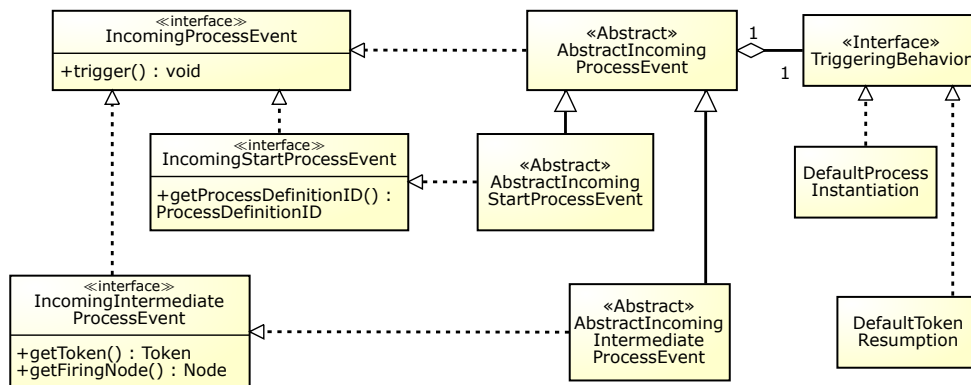 ≪interface≫
IncomingProcessEvent
+trigger() : void
«Abstract»
AbstractIncoming
ProcessEvent
1
1
«Interface»
TriggeringBehavior
≪interface≫
IncomingStartProcessEvent
+getProcessDefinitionID() :
ProcessDefinitionID
«Abstract»
AbstractIncoming
StartProcessEvent
DefaultProcess
Instantiation
≪interface≫
IncomingIntermediate
ProcessEvent
+getToken() : Token
+getFiringNode() : Node
«Abstract»
AbstractIncoming
Intermediate
ProcessEvent
DefaultToken
Resumption